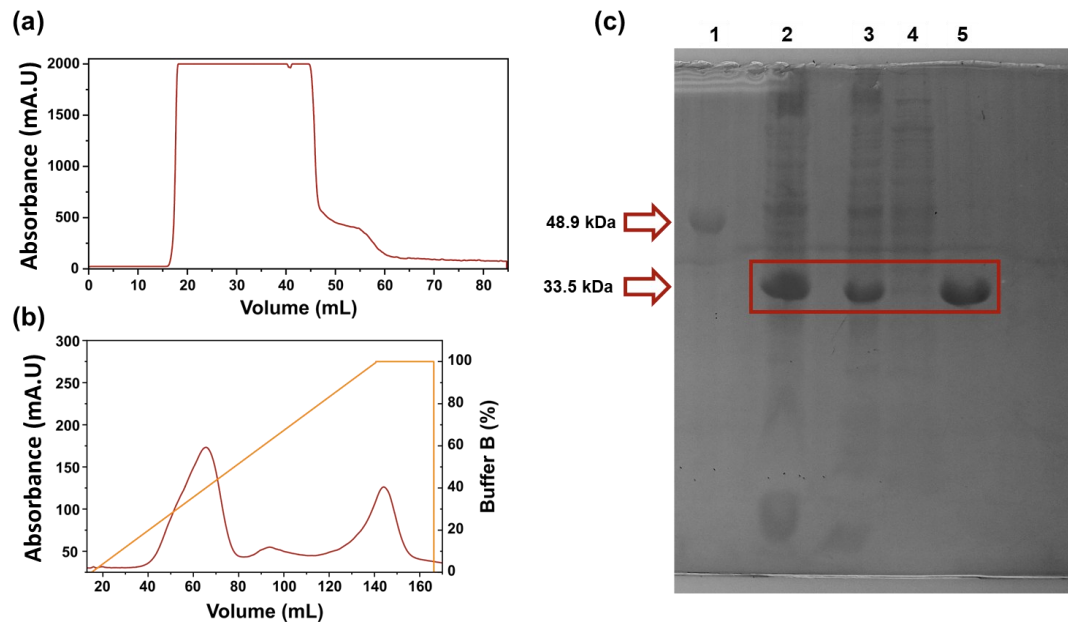 (a)
Absorbance (mA.U)
2000
1500
1000
500
0
0 10 20 30 40 50 60 70 80
Volume (mL)
(b)
Absorbance (mA.U)
300
250
200
150
100
50
20 40 60 80 100 120 140 160
Volume (mL)
100
80
60
40
20
0
Buffer B (%)
(c)
1 2 3 4 5
48.9 kDa
33.5 kDa